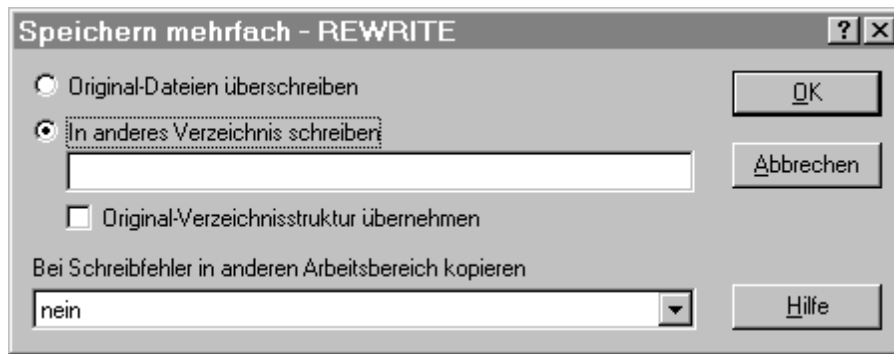 Speichern mehrfach - REWRITE
Original-Dateien überschreiben
OK
In anderes Verzeichnis schreiben
Abbrechen
Original-Verzeichnisstruktur übernehmen
Bei Schreibfehler in anderen Arbeitsbereich kopieren
nein
Hilfe